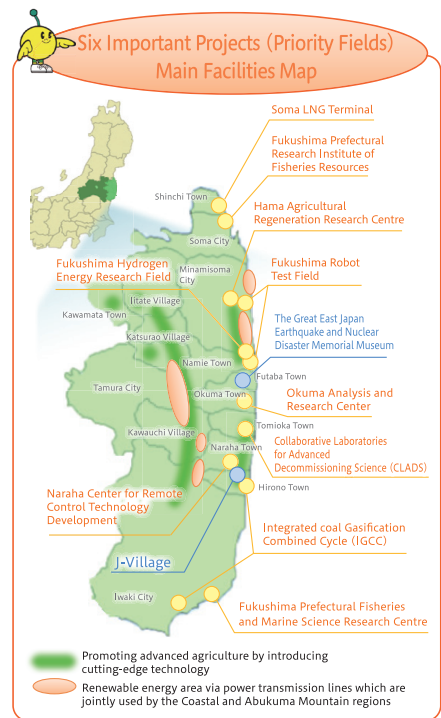 Six Important Projects (Priority Fields)
Main Facilities Map
Soma LNG Terminal
Fukushima Prefectural
Research Institute of
Fisheries Resources
Shinchi Town
Hama Agricultural
Regeneration Research Centre
Soma City
Fukushima Hydrogen
Energy Research Field
Minamisoma
City
Fukushima Robot
Test Field
Iitate Village
Kawamata Town
The Great East Japan
Earthquake and Nuclear
Disaster Memorial Museum
Katsurao Village
Namie Town
Futaba Town
Tamura City
Okuma Town
Okuma Analysis and
Research Center
Tomioka Town
Kawauchi Village
Collaborative Laboratories
for Advanced
Decommissioning Science (CLADS)
Naraha Town
Hirono Town
Naraha Center for Remote
Control Technology
Development
Integrated coal Gasification
Combined Cycle (IGCC)
J-Village
Iwaki City
Fukushima Prefectural Fisheries
and Marine Science Research Centre
Promoting advanced agriculture by introducing
cutting-edge technology
Renewable energy area via power transmission lines which are
jointly used by the Coastal and Abukuma Mountain regions